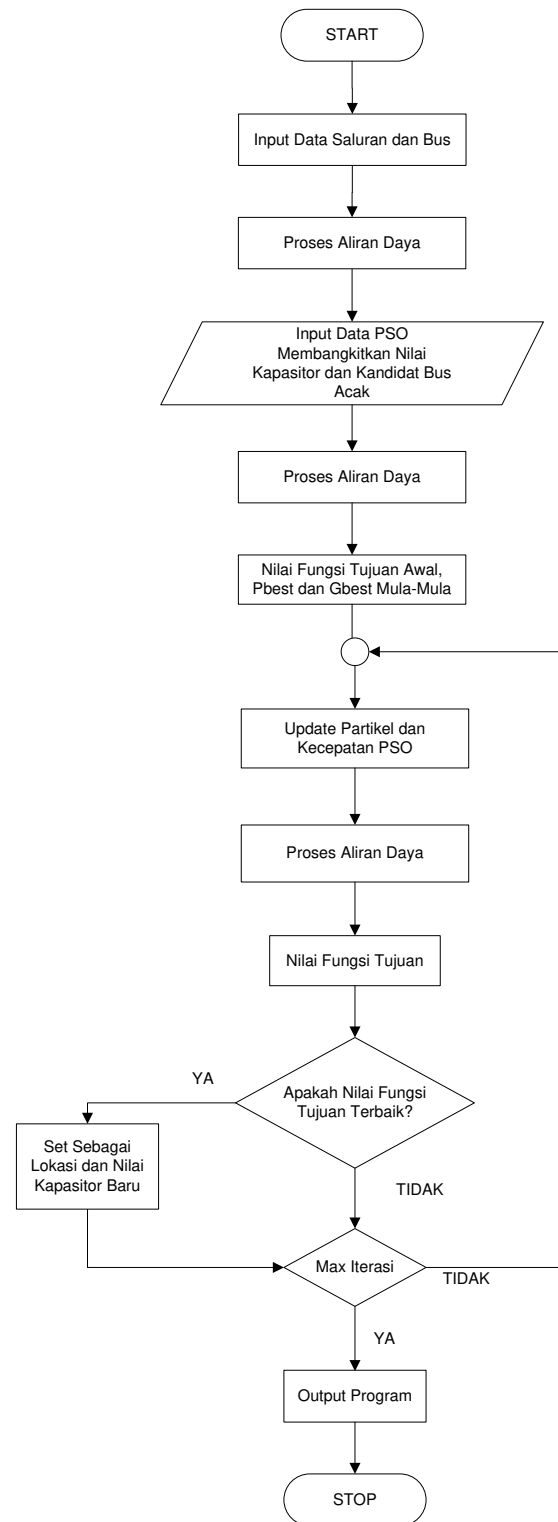 START
Input Data Saluran dan Bus
Proses Aliran Daya
Input Data PSO
Membangkitkan Nilai
Kapasitor dan Kandidat Bus
Acak
Proses Aliran Daya
Nilai Fungsi Tujuan Awal,
Pbest dan Gbest Mula-Mula
Update Partikel dan
Kecepatan PSO
Proses Aliran Daya
Nilai Fungsi Tujuan
Apakah Nilai Fungsi
Tujuan Terbaik?
YA
Set Sebagai
Lokasi dan Nilai
Kapasitor Baru
TIDAK
Max Iterasi
TIDAK
YA
Output Program
STOP